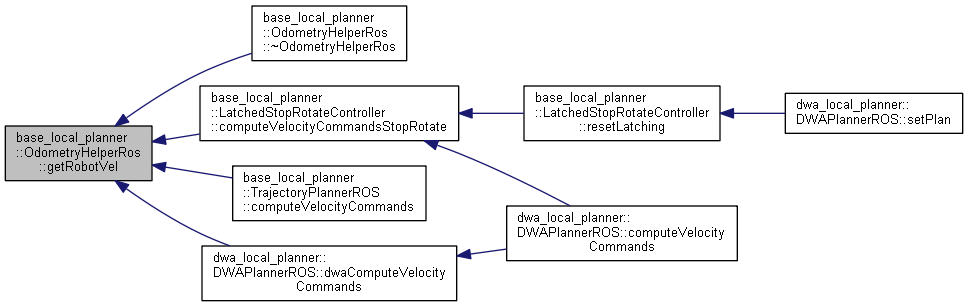 base_local_planner
::OdometryHelperRos
::~OdometryHelperRos
base_local_planner
::LatchedStopRotateController
::computeVelocityCommandsStopRotate
base_local_planner
::LatchedStopRotateController
::resetLatching
dwa_local_planner::
DWAPlannerROS::setPlan
base_local_planner
::OdometryHelperRos
::getRobotVel
base_local_planner
::TrajectoryPlannerROS
::computeVelocityCommands
dwa_local_planner::
DWAPlannerROS::computeVelocity
Commands
dwa_local_planner::
DWAPlannerROS::dwaComputeVelocity
Commands